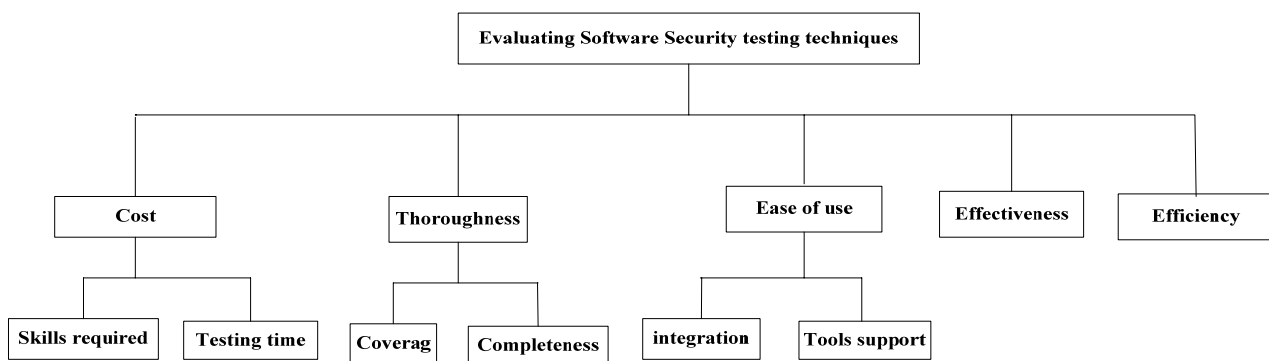 Evaluating Software Security testing techniques
Cost
Thoroughness
Ease of use
Effectiveness
Efficiency
Skills required
Testing time
Coverag
Completeness
integration
Tools support